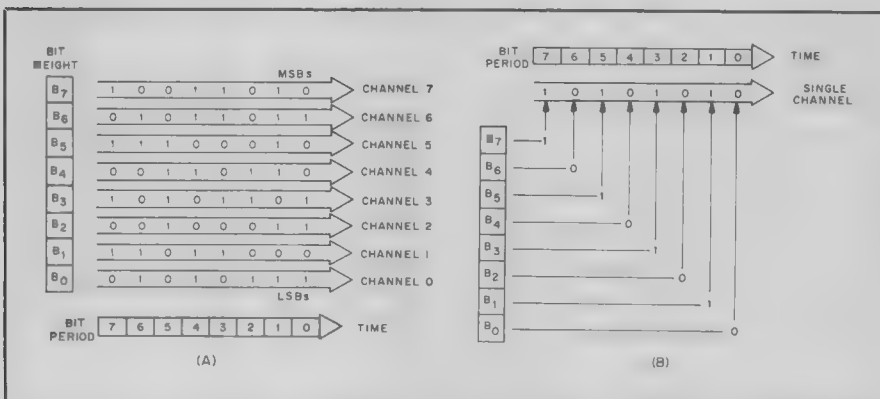 BIT
WEIGHT
MSBs
B7 1 0 0 1 1 0 1 0 CHANNEL 7
B6 0 1 0 1 1 0 1 1 CHANNEL 6
B5 1 1 1 0 0 0 1 0 CHANNEL 5
B4 0 0 1 1 0 1 1 0 CHANNEL 4
B3 1 0 1 0 1 1 0 1 CHANNEL 3
B2 0 0 1 0 0 0 1 CHANNEL 2
B1 1 1 0 1 1 0 0 0 CHANNEL 1
B0 0 1 0 1 0 1 1 1 CHANNEL 0
LSBs
BIT
PERIOD 7 6 5 4 3 2 1 0 TIME
(A)
BIT
PERIOD 7 6 5 4 3 2 1 0 TIME
1 0 1 0 1 0 1 0 SINGLE
CHANNEL
7 1
B6 0
B5 1
B4 0
B3 1
B2 0
B1 1
B0 0
(B)